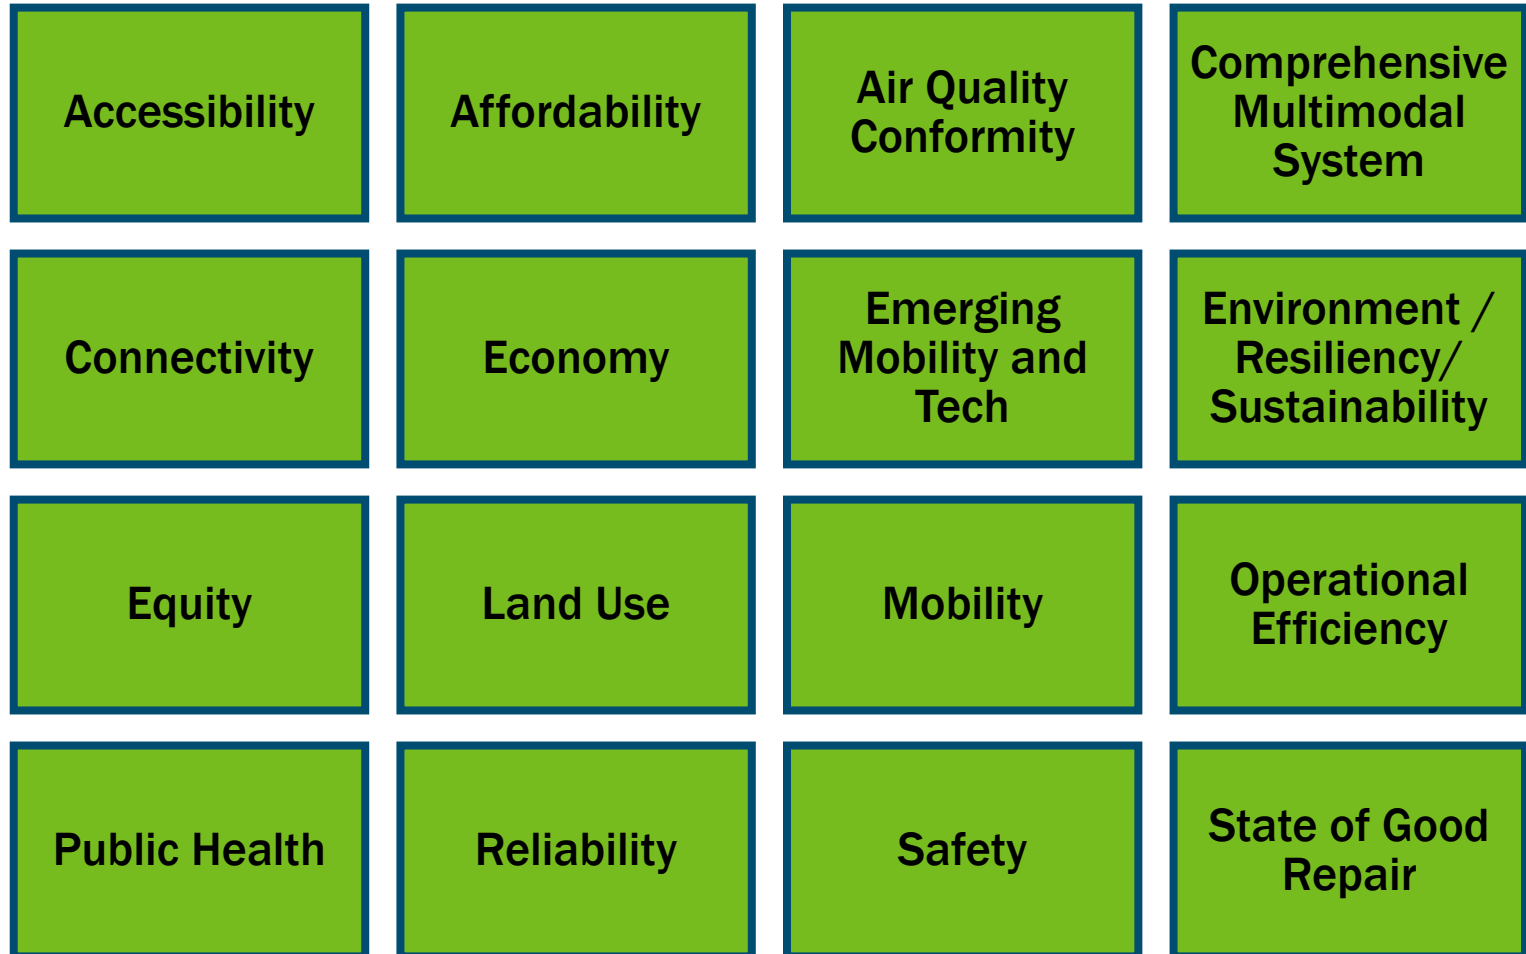 Accessibility
Affordability
Air Quality
Conformity
Comprehensive
Multimodal
System
Connectivity
Economy
Emerging
Mobility and
Tech
Environment /
Resiliency/
Sustainability
Equity
Land Use
Mobility
Operational
Efficiency
Public Health
Reliability
Safety
State of Good
Repair